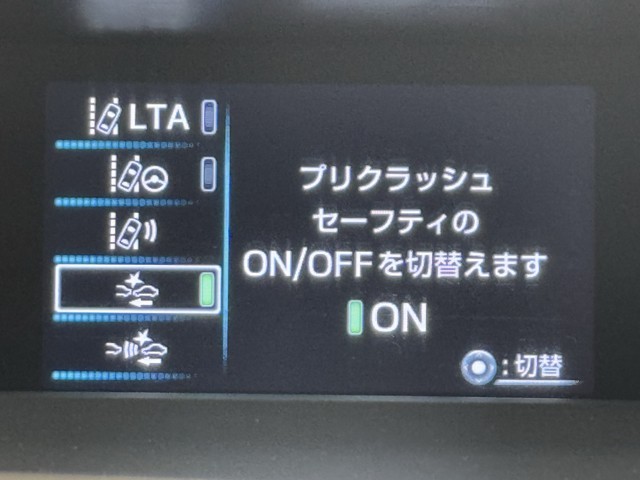 LTA
プリクラッシュ
セーフティの
ON/OFFを切替えます
ON
:切替